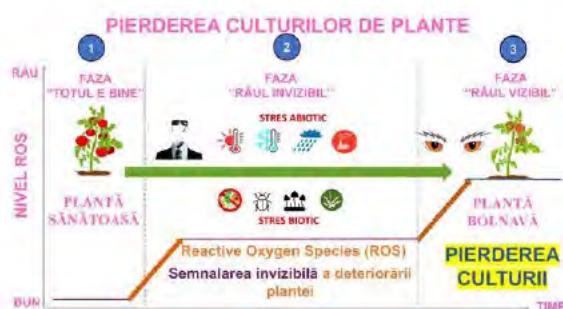 PIERDEREA CULTURILOR DE PLANTE
1
2
3
RĂU
FAZA
"TOTUL E BINE"
FAZA
"RĂUL INVIZIBIL"
FAZA
"RĂUL VIZIBIL"
STRES ABIOTIC
NIVEL ROS
PLANTĂ
SĂNĂTOASĂ
STRES BIOTIC
PLANTĂ
BOLNAVĂ
Reactive Oxygen Species (ROS)
Semnalarea invizibilă a deteriorării
plantei
PIERDEREA
CULTURII
BUN
TIME